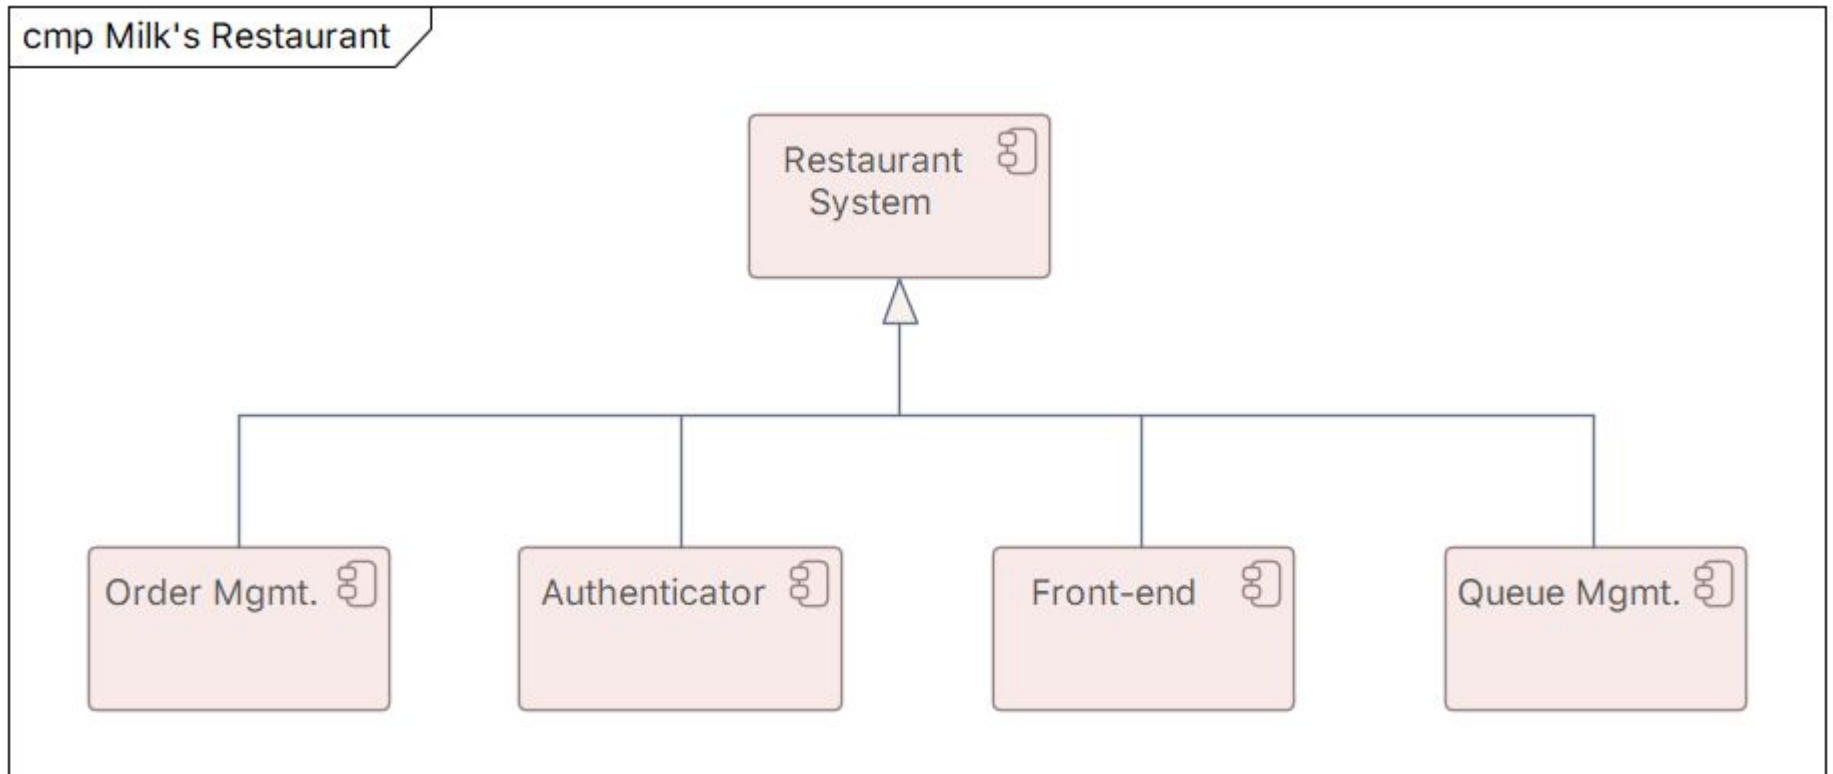 cmp Milk's Restaurant
Restaurant
System
Order Mgmt.
Authenticator
Front-end
Queue Mgmt.